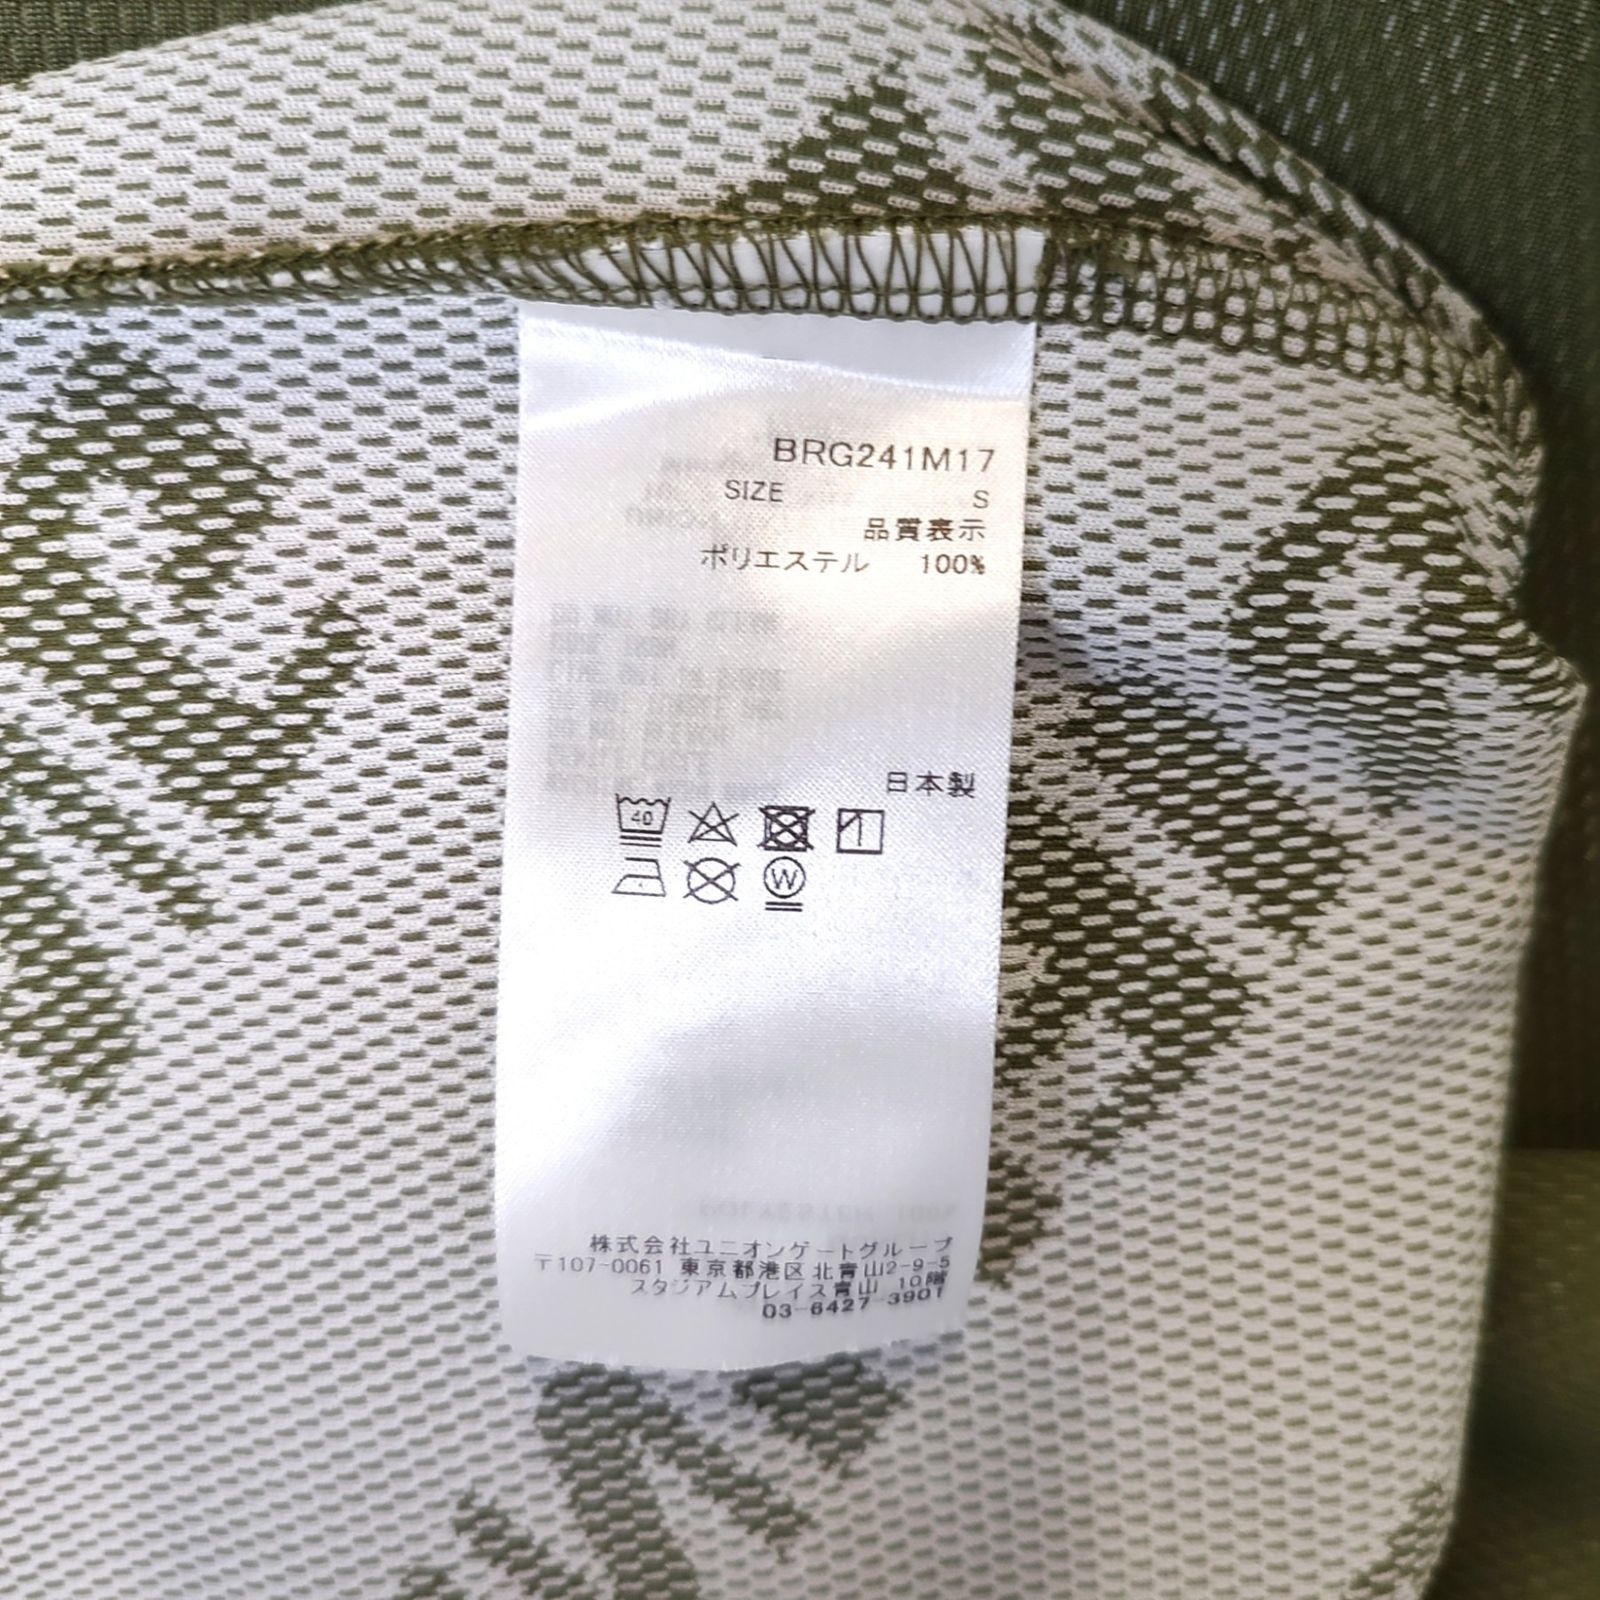 BRG241M17
SIZE S
品質表示
ポリエステル 100%
日本製
40
W
株式会社ユニオンゲートグループ
〒107-0061 東京都港区北青山2-9-5
スタジアムプレイス青山 10階
03-6427-3901